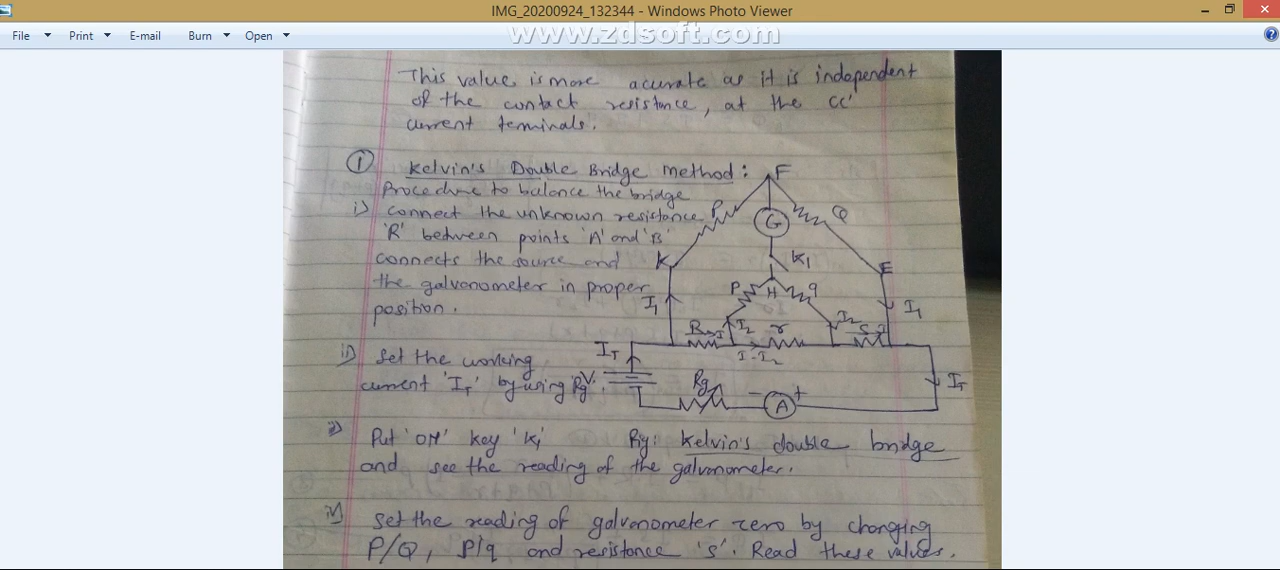 IMG_20200924_132344 - Windows Photo Viewer
File Print E-mail Burn Open
www.zdsoft.com
This value is more acurate as it is independent
of the contact resistance, at the CC'
current terminals.
① Kelvin's Double Bridge method:
Procedure to balance the bridge
i) connect the unknown resistance
'R' between points 'A' and 'B'
connects the source and
the galvanometer in proper
position.
ii) Set the working
current 'I_T' by using Rg.
Put 'ON' key 'K₁'
and see the reading of the galvanometer.
iv) Set the reading of galvanometer zero by changing
P/Q, p/q and resistance 'S'. Read these values.
F
P
Q
G
K
K₁
E
P
H
q
I₁
I₁
R
I
I₂
r
I₂
S
I
I-I₂
I_T
V
Rg
- A +
I_T
Fig: Kelvin's double bridge